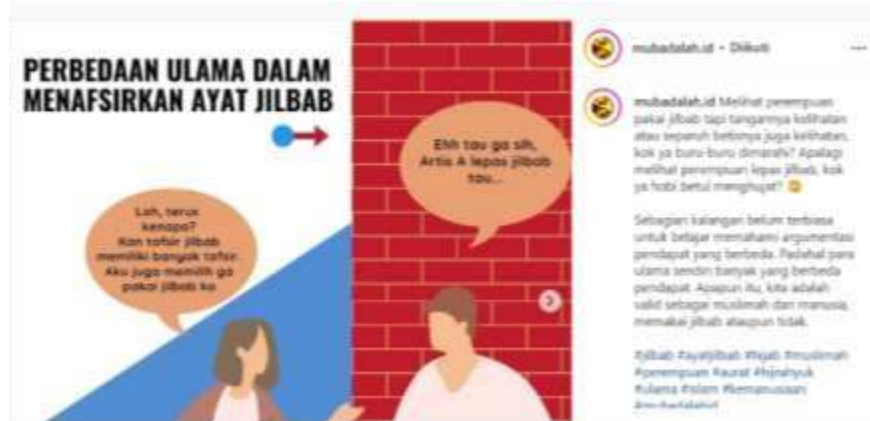 PERBEDAAN ULAMA DALAM
MENAFSIRKAN AYAT JILBAB
Ehh tau ga sih,
Artis A lepas jilbab
tau...
Loh, terus
kenapa?
Kan tafsir jilbab
memiliki banyak tafsir.
Aku juga memilih ga
pakai jilbab ko
mubadalah.id • Diikuti
mubadalah.id Melihat perempuan
pakai jilbab tapi tangannya kelihatan
atau separuh betisnya juga kelihatan,
kok ya buru-buru dimarahi? Apalagi
melihat perempuan lepas jilbab, kok
ya hobi betul menghujat?
Sebagian kalangan belum terbiasa
untuk belajar memahami argumentasi
pendapat yang berbeda. Padahal para
ulama sendiri banyak yang berbeda
pendapat. Apapun itu, kita adalah
valid sebagai muslimah dan manusia,
memakai jilbab ataupun tidak.
#jilbab #ayatjilbab #hijab #muslimah
#perempuan #aurat #hijrahyuk
#ulama #islam #kemanusiaan
#mubadalahid